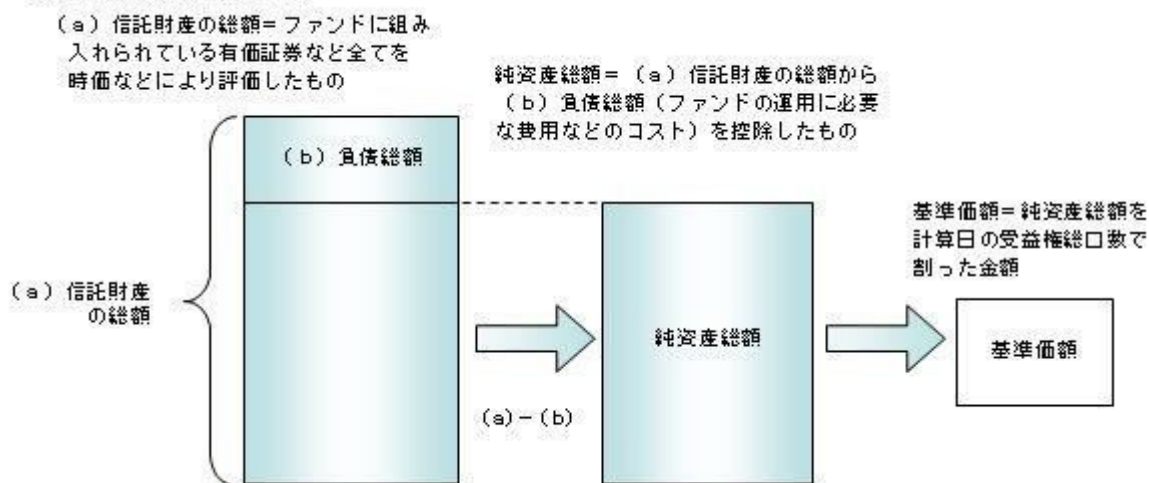 （a）信託財産の総額＝ファンドに組み
入れられている有価証券など全てを
時価などにより評価したもの
純資産総額＝（a）信託財産の総額から
（b）負債総額（ファンドの運用に必要
な費用などのコスト）を控除したもの
（b）負債総額
基準価額＝純資産総額を
計算日の受益権総口数で
割った金額
（a）信託財産
の総額
純資産総額
基準価額
（a）－（b）